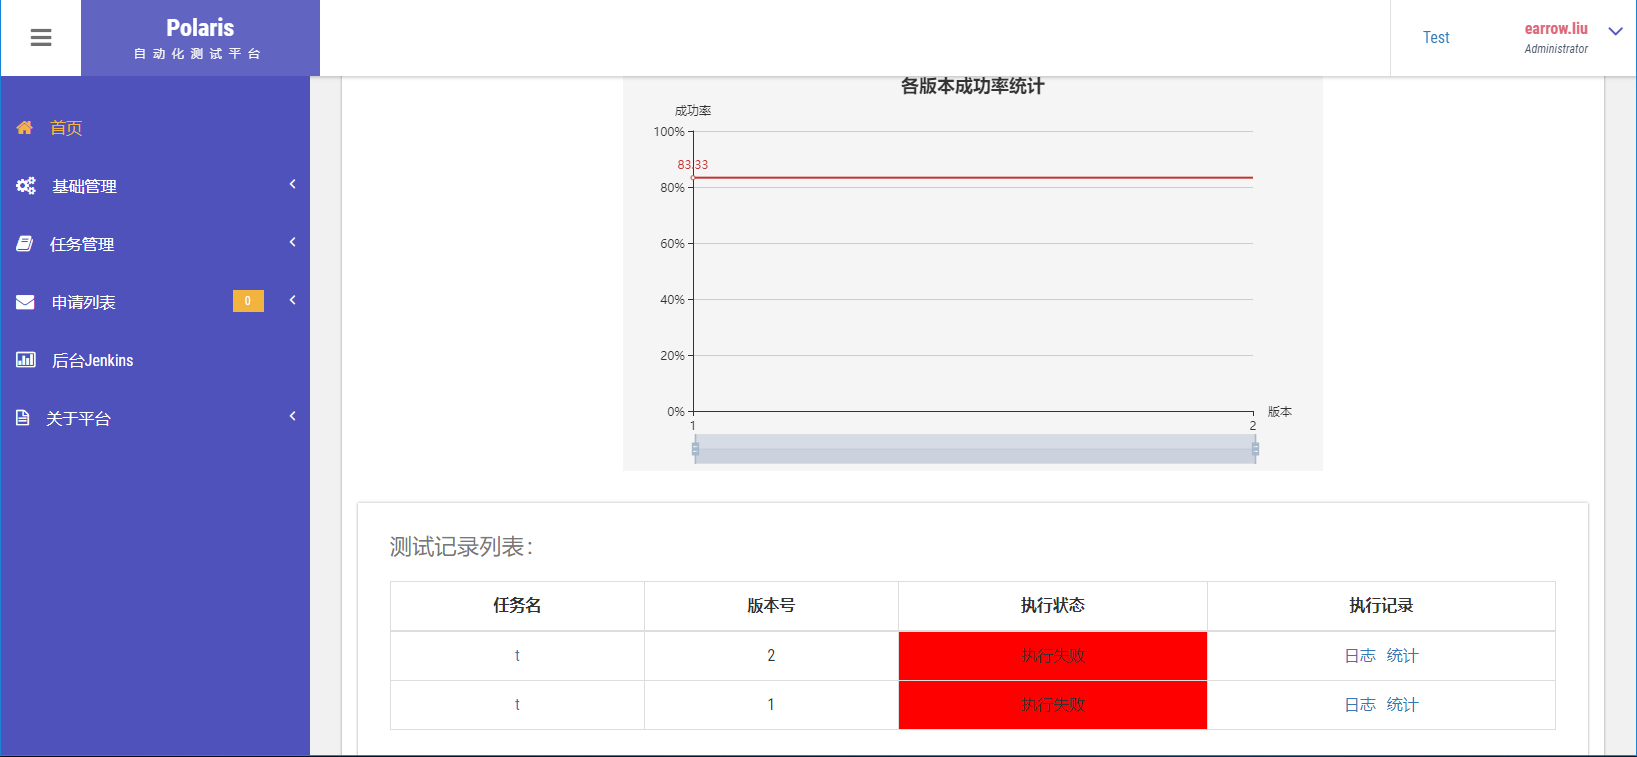 Polaris
自动化测试平台
Test
earrow.liu
Administrator
首页
基础管理
任务管理
申请列表 0
后台Jenkins
关于平台
各版本成功率统计
成功率
100%
83.33
80%
60%
40%
20%
0%
版本
1 2
测试记录列表：
任务名 版本号 执行状态 执行记录
t 2 执行失败 日志 统计
t 1 执行失败 日志 统计